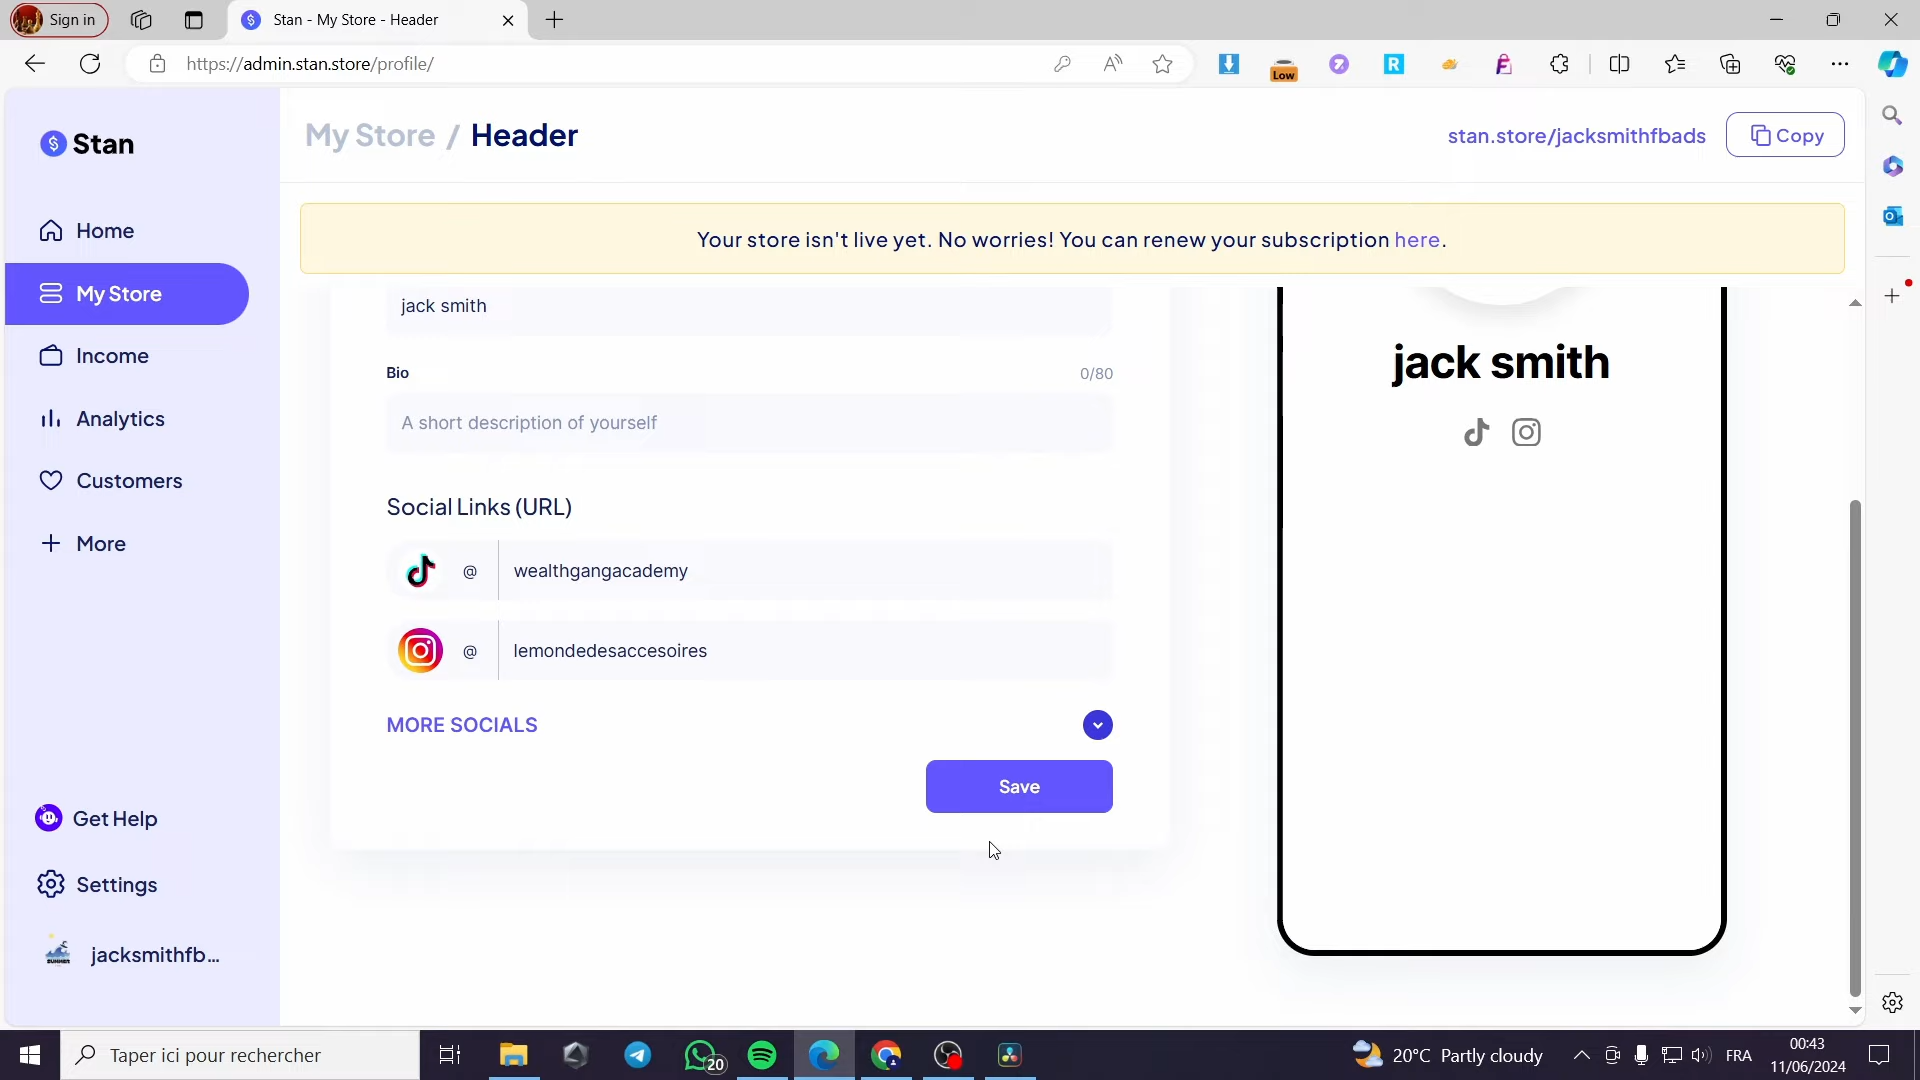 Sign in
Stan - My Store - Header
https://admin.stan.store/profile/
Low
Stan
My Store / Header
stan.store/jacksmithfbads
Copy
Home
Your store isn't live yet. No worries! You can renew your subscription here.
My Store
jack smith
Income
Bio
0/80
jack smith
Analytics
A short description of yourself
Customers
Social Links (URL)
More
@
wealthgangacademy
@
lemondedesaccesoires
MORE SOCIALS
Save
Get Help
Settings
jacksmithfb...
Taper ici pour rechercher
20
20°C Partly cloudy
FRA
00:43
11/06/2024